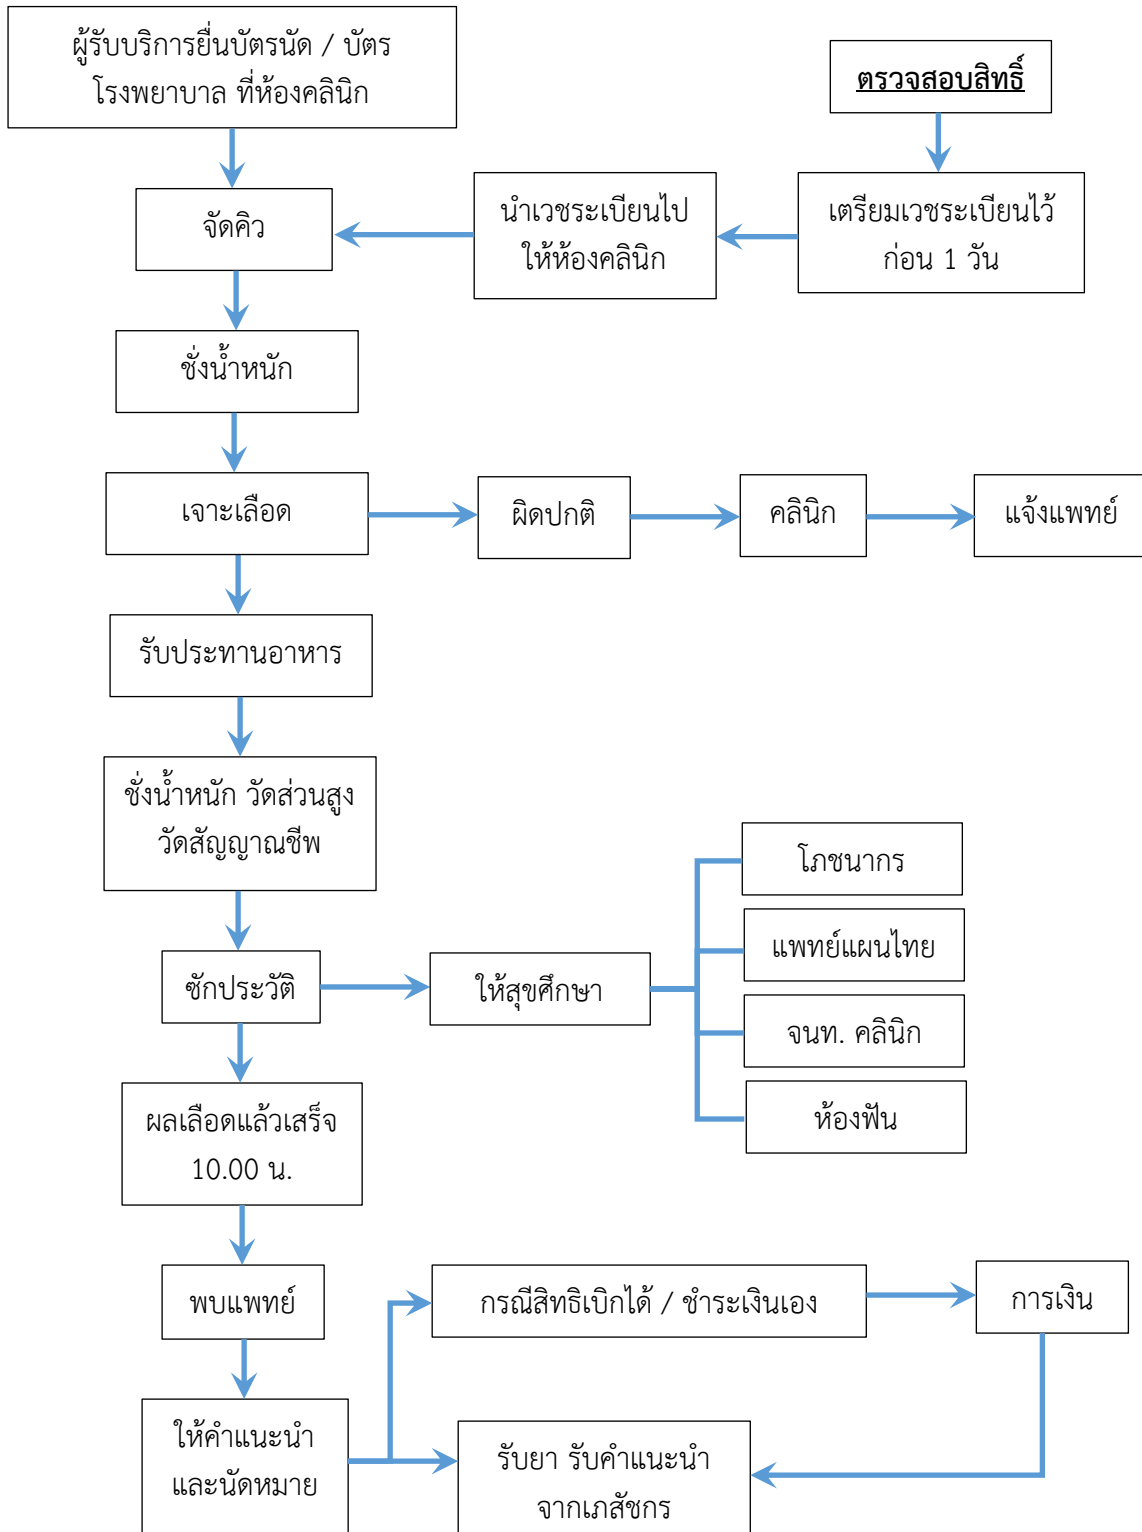 ผู้รับบริการยื่นบัตรนัด / บัตร
โรงพยาบาล ที่ห้องคลินิก
ตรวจสอบสิทธิ์
จัดคิว
นำเวชระเบียนไป
ให้ห้องคลินิก
เตรียมเวชระเบียนไว้
ก่อน 1 วัน
ชั่งน้ำหนัก
เจาะเลือด
ผิดปกติ
คลินิก
แจ้งแพทย์
รับประทานอาหาร
ชั่งน้ำหนัก วัดส่วนสูง
วัดสัญญาณชีพ
โภชนากร
แพทย์แผนไทย
ซักประวัติ
ให้สุขศึกษา
จนท. คลินิก
ห้องฟัน
ผลเลือดแล้วเสร็จ
10.00 น.
พบแพทย์
กรณีสิทธิเบิกได้ / ชำระเงินเอง
การเงิน
ให้คำแนะนำ
และนัดหมาย
รับยา รับคำแนะนำ
จากเภสัชกร